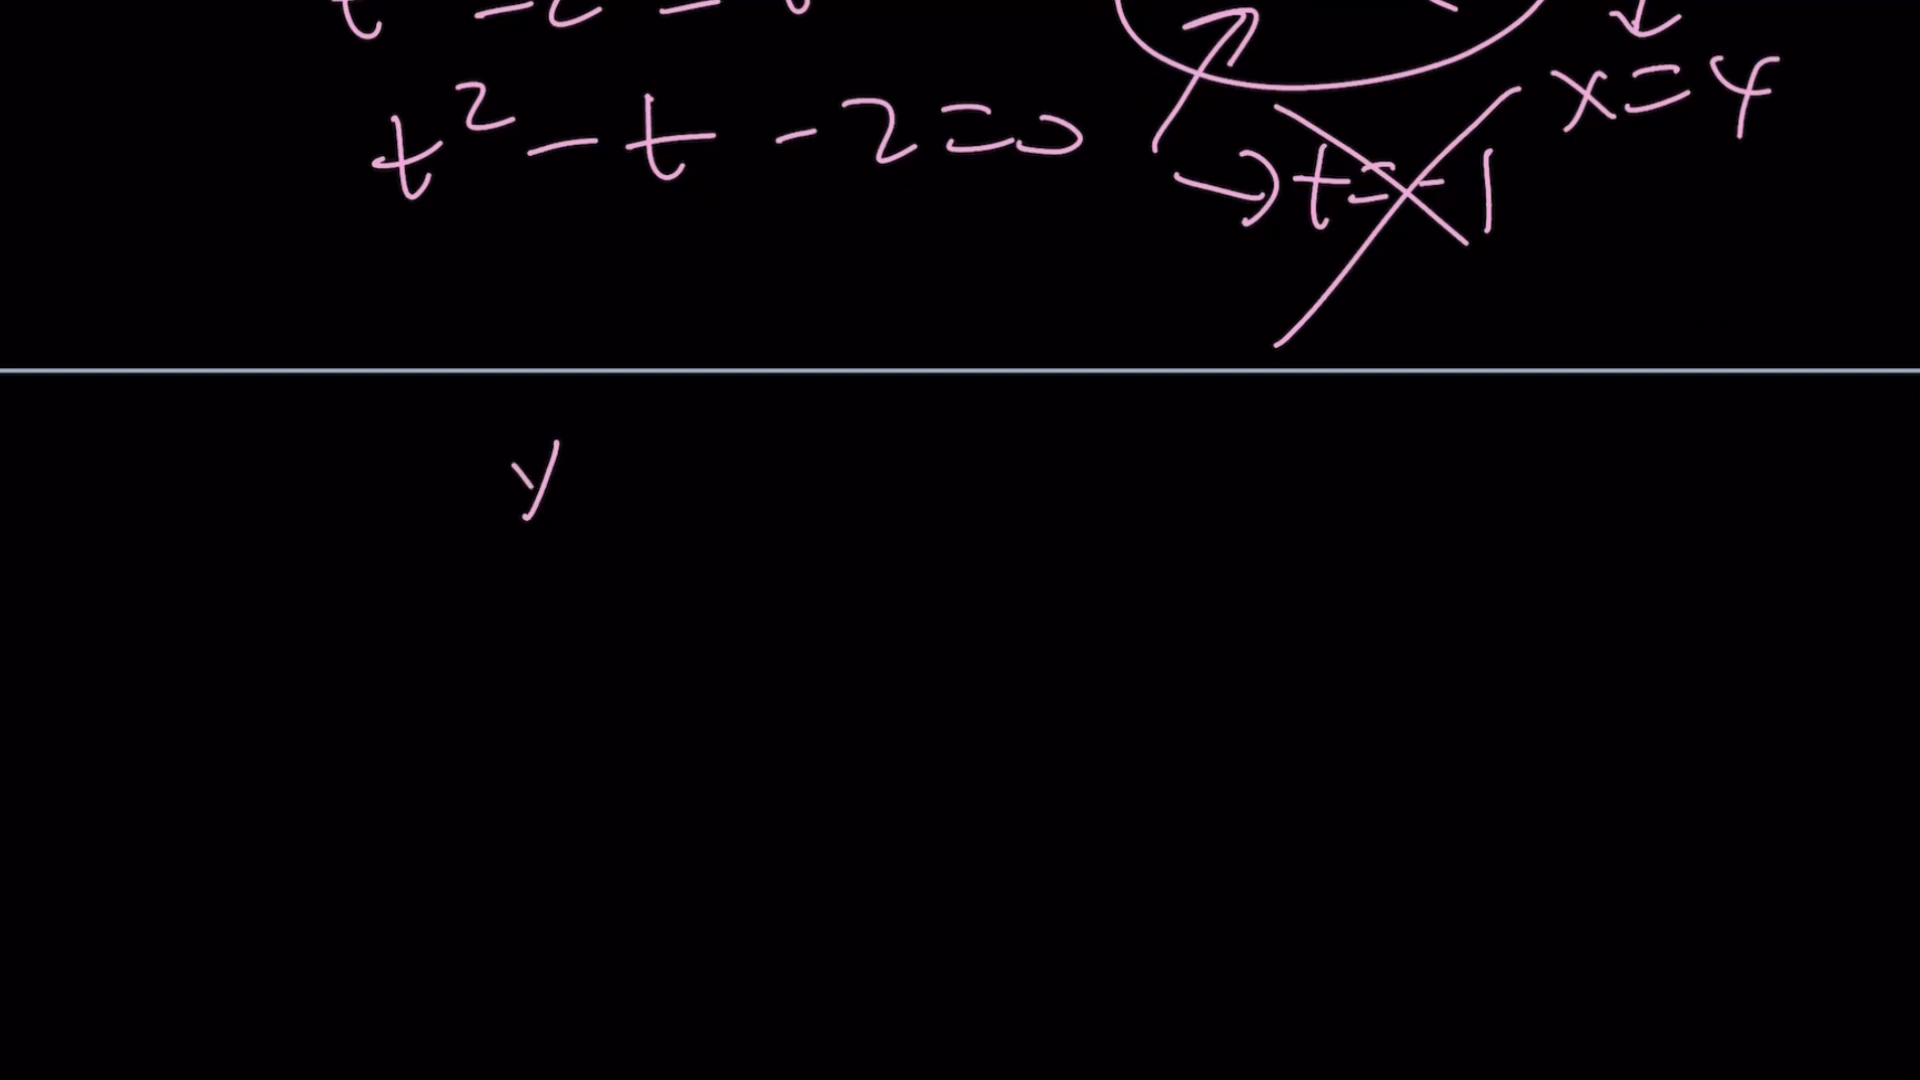 t² - t - 2 = 0
x = 4
→ t = -1
y